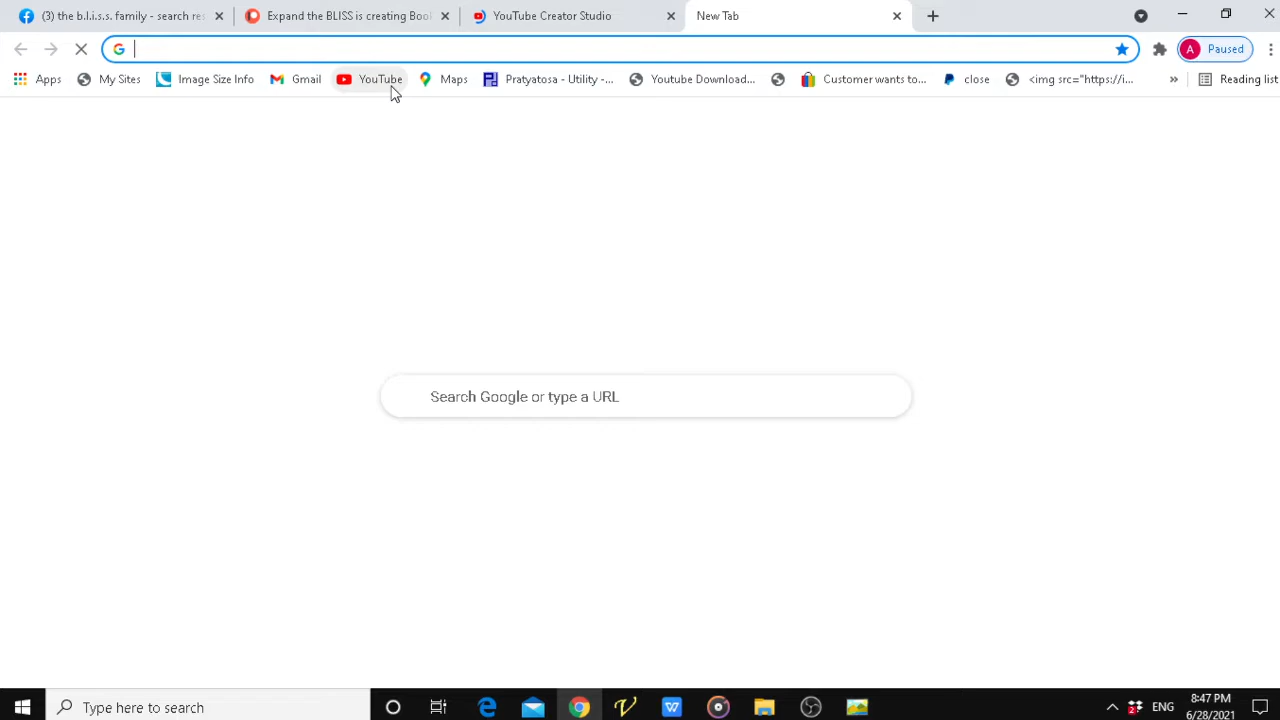 (3) the b.l.i.s.s. family - search res
Expand the BLISS is creating Bool
YouTube Creator Studio
New Tab
Paused
A
Apps
My Sites
Image Size Info
Gmail
YouTube
Maps
Pratyatosa - Utility -...
Youtube Download...
Customer wants to...
close
<img src="https://i...
»
Reading list
Search Google or type a URL
Type here to search
ENG
8:47 PM
6/28/2021